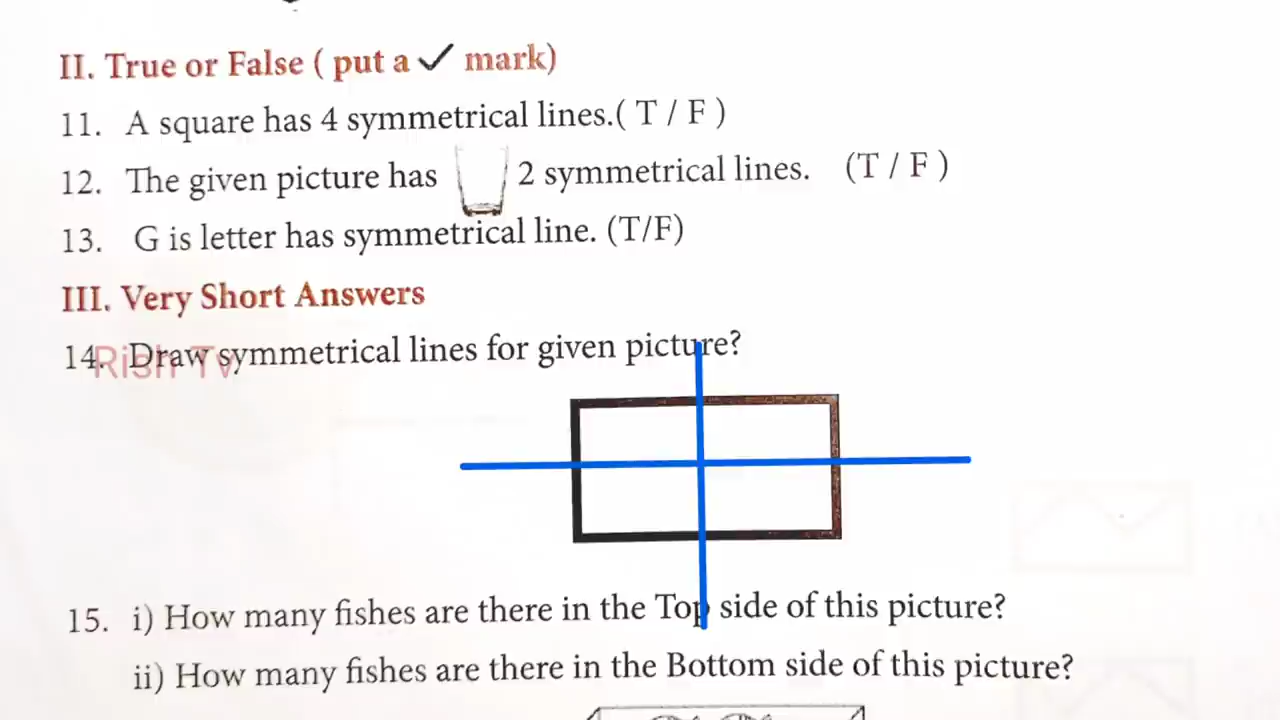 II. True or False ( put a ✓ mark)
11. A square has 4 symmetrical lines.( T / F )
12. The given picture has 2 symmetrical lines. (T / F )
13. G is letter has symmetrical line. (T/F)
III. Very Short Answers
14. Draw symmetrical lines for given picture?
Rish Tv
15. i) How many fishes are there in the Top side of this picture?
ii) How many fishes are there in the Bottom side of this picture?